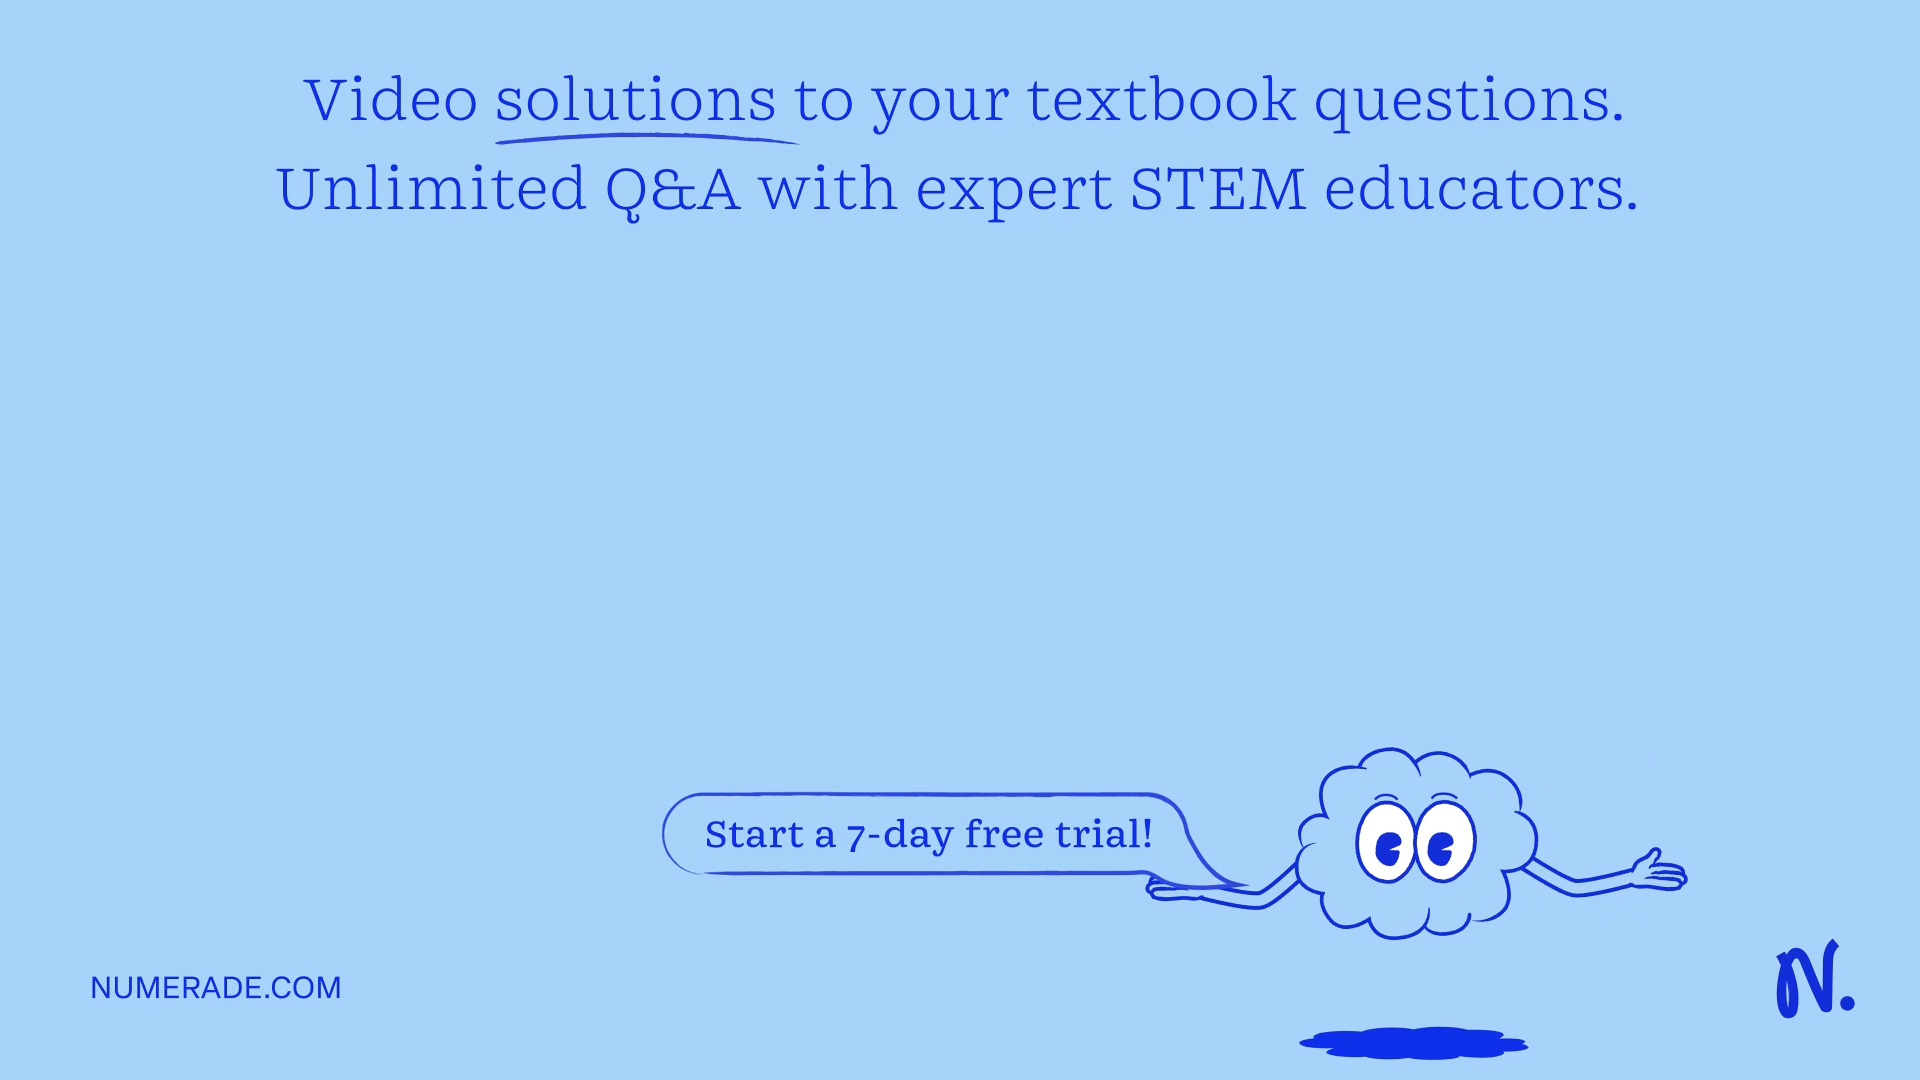 Video solutions to your textbook questions.
Unlimited Q&A with expert STEM educators.
Start a 7-day free trial!
NUMERADE.COM
N.